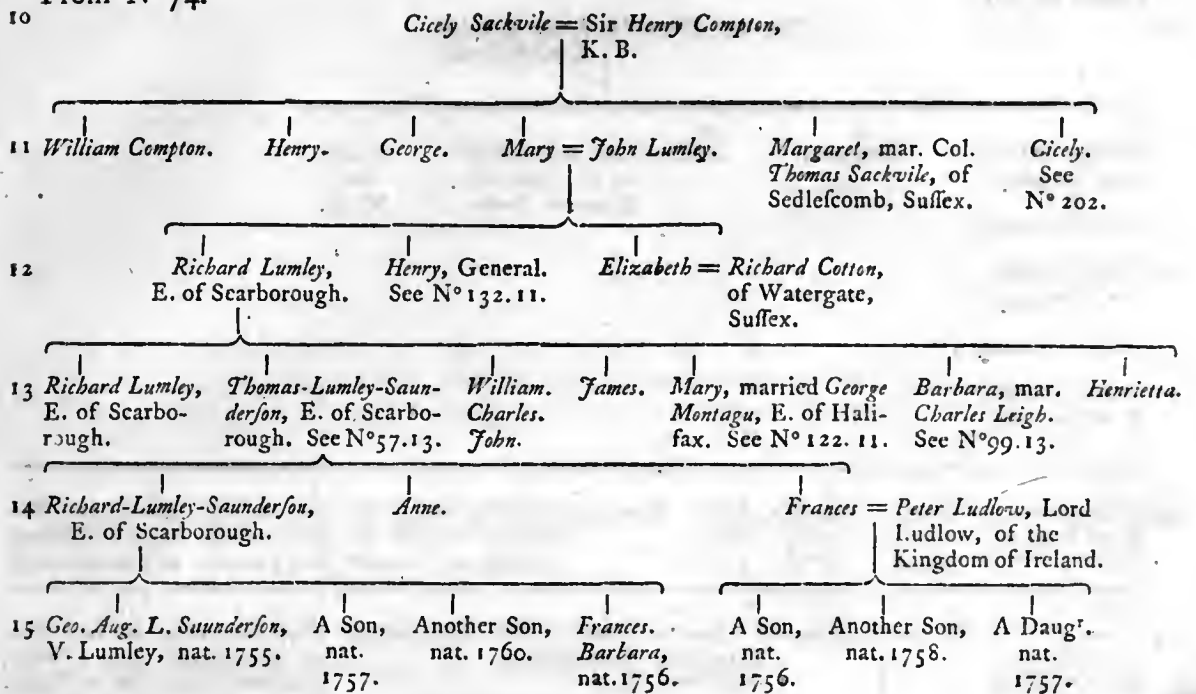 From N° 74.
10 Cicely Sackvile = Sir Henry Compton,
K. B.
11 William Compton. Henry. George. Mary = John Lumley. Margaret, mar. Col. Cicely.
Thomas Sackvile, of See
Sedleſcomb, Suſſex. N° 202.
12 Richard Lumley, Henry, General. Elizabeth = Richard Cotton,
E. of Scarborough. See N° 132. 11. of Watergate,
Suſſex.
13 Richard Lumley, Thomas-Lumley-Saun- William. James. Mary, married George Barbara, mar. Henrietta.
E. of Scarbo- derſon, E. of Scarbo- Charles. Montagu, E. of Hali- Charles Leigh.
rough. rough. See N°57.13. John. fax. See N° 122. 11. See N°99.13.
14 Richard-Lumley-Saunderſon, Anne. Frances = Peter Ludlow, Lord
E. of Scarborough. Ludlow, of the
Kingdom of Ireland.
15 Geo. Aug. L. Saunderſon, A Son, Another Son, Frances. A Son, Another Son, A Daugr.
V. Lumley, nat. 1755. nat. nat. 1760. Barbara, nat. nat. 1758. nat.
1757. nat. 1756. 1756. 1757.